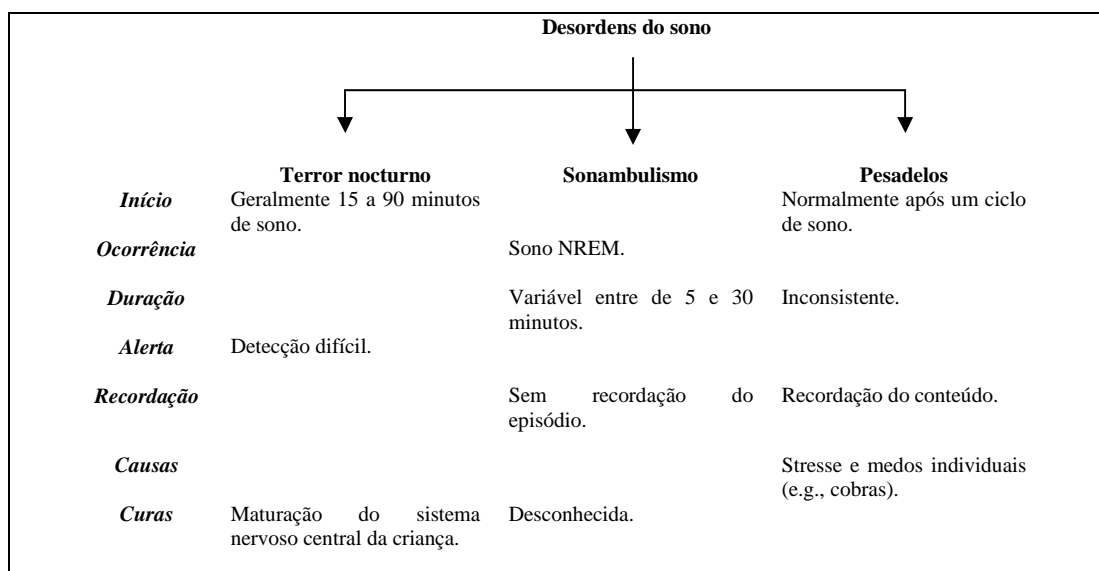 Desordens do sono
Terror nocturno Sonambulismo Pesadelos
Início Geralmente 15 a 90 minutos Normalmente após um ciclo
de sono. de sono.
Ocorrência Sono NREM.
Duração Variável entre de 5 e 30 Inconsistente.
minutos.
Alerta Detecção difícil.
Recordação Sem recordação do Recordação do conteúdo.
episódio.
Causas Stresse e medos individuais
(e.g., cobras).
Curas Maturação do sistema Desconhecida.
nervoso central da criança.